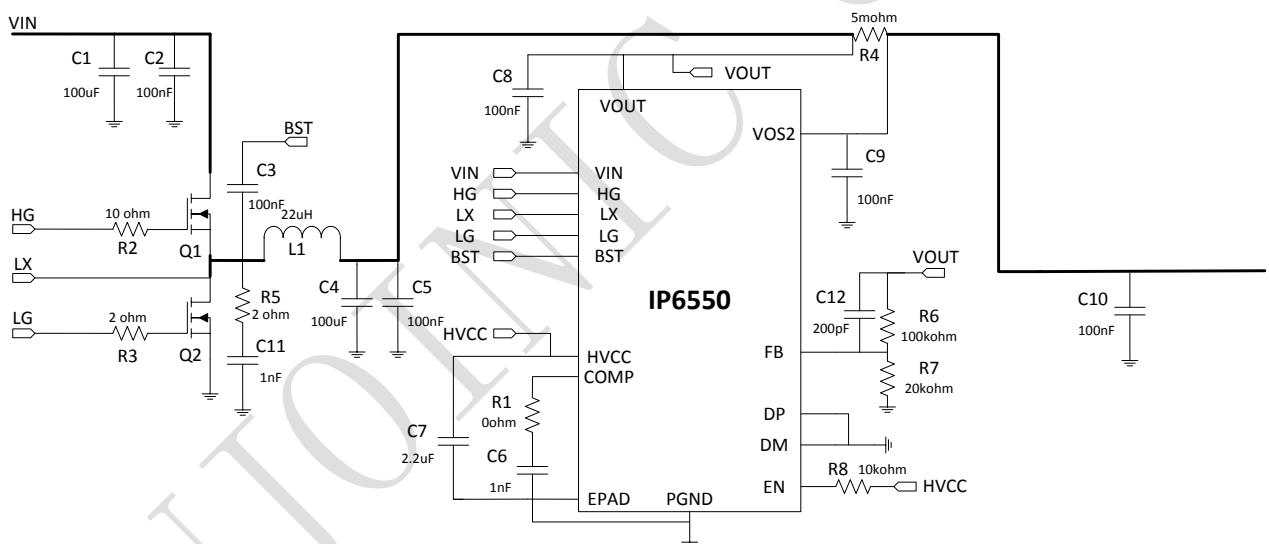 VIN
C1
100uF
C2
100nF
BST
C3
100nF
HG
10 ohm
R2
Q1
LX
22uH
L1
LG
2 ohm
R3
Q2
R5
2 ohm
C11
1nF
C4
100uF
C5
100nF
5mohm
R4
C8
100nF
VOUT
VOUT
VOS2
C9
100nF
VIN
HG
LX
LG
BST
VIN
HG
LX
LG
BST
IP6550
VOUT
C12
200pF
R6
100kohm
FB
R7
20kohm
C10
100nF
HVCC
HVCC
COMP
R1
0ohm
C7
2.2uF
C6
1nF
EPAD
PGND
DP
DM
EN
R8
10kohm
HVCC
INJOINIC